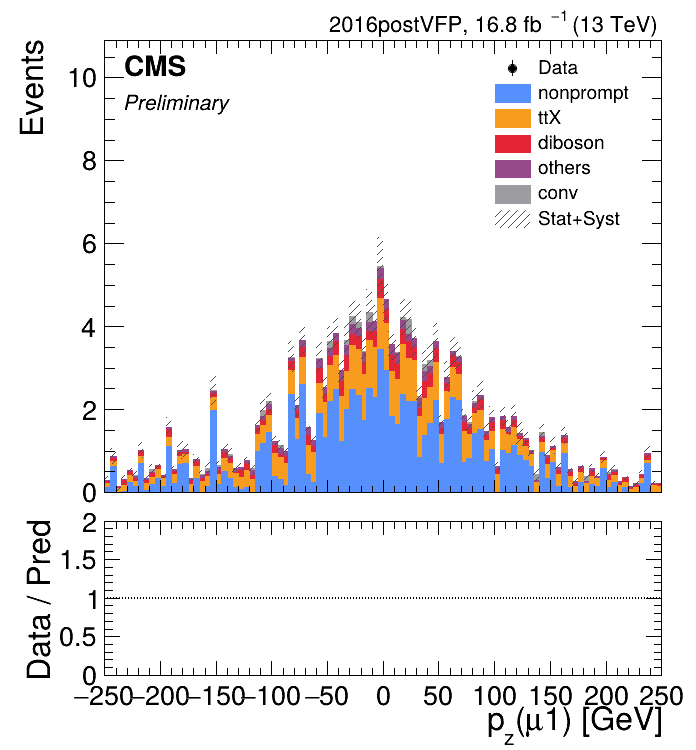 2016postVFP, 16.8 fb⁻¹ (13 TeV)
Events
CMS
Preliminary
Data
nonprompt
ttX
diboson
others
conv
Stat+Syst
10
8
6
4
2
0
Data / Pred
2
1.5
1
0.5
0
−250 −200 −150 −100 −50 0 50 100 150 200 250
p_z(μ1) [GeV]